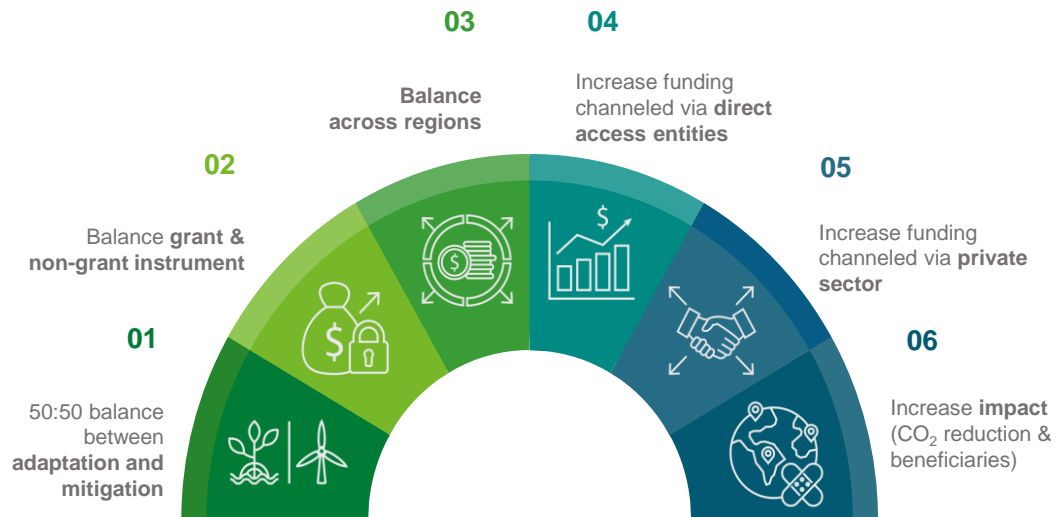 01
50:50 balance
between
adaptation and
mitigation
02
Balance grant &
non-grant instrument
03
Balance
across regions
04
Increase funding
channeled via direct
access entities
05
Increase funding
channeled via private
sector
06
Increase impact
(CO₂ reduction &
beneficiaries)
$
$
$